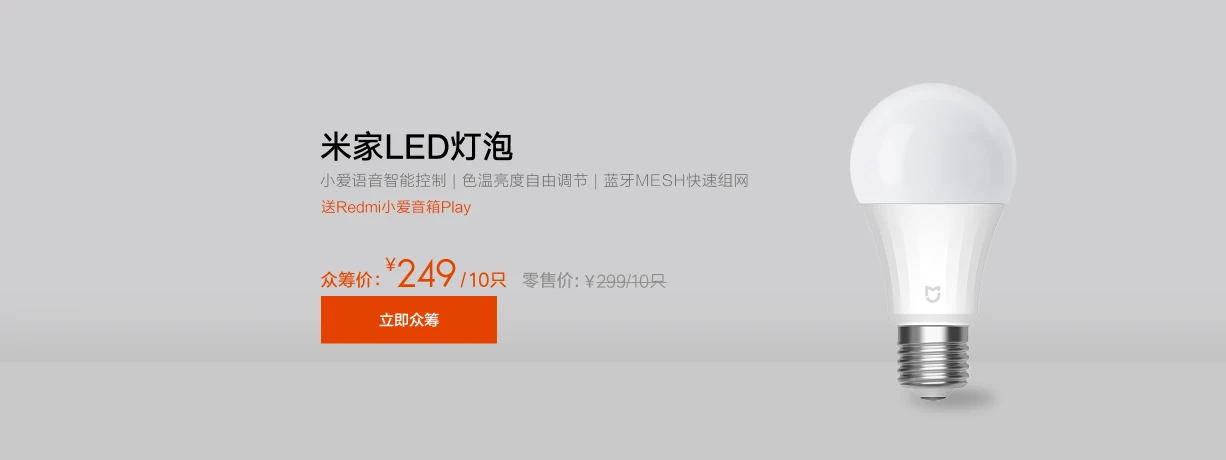 米家LED灯泡
小爱语音智能控制 | 色温亮度自由调节 | 蓝牙MESH快速组网
送Redmi小爱音箱Play
众筹价：¥249/10只 零售价：¥299/10只
立即众筹